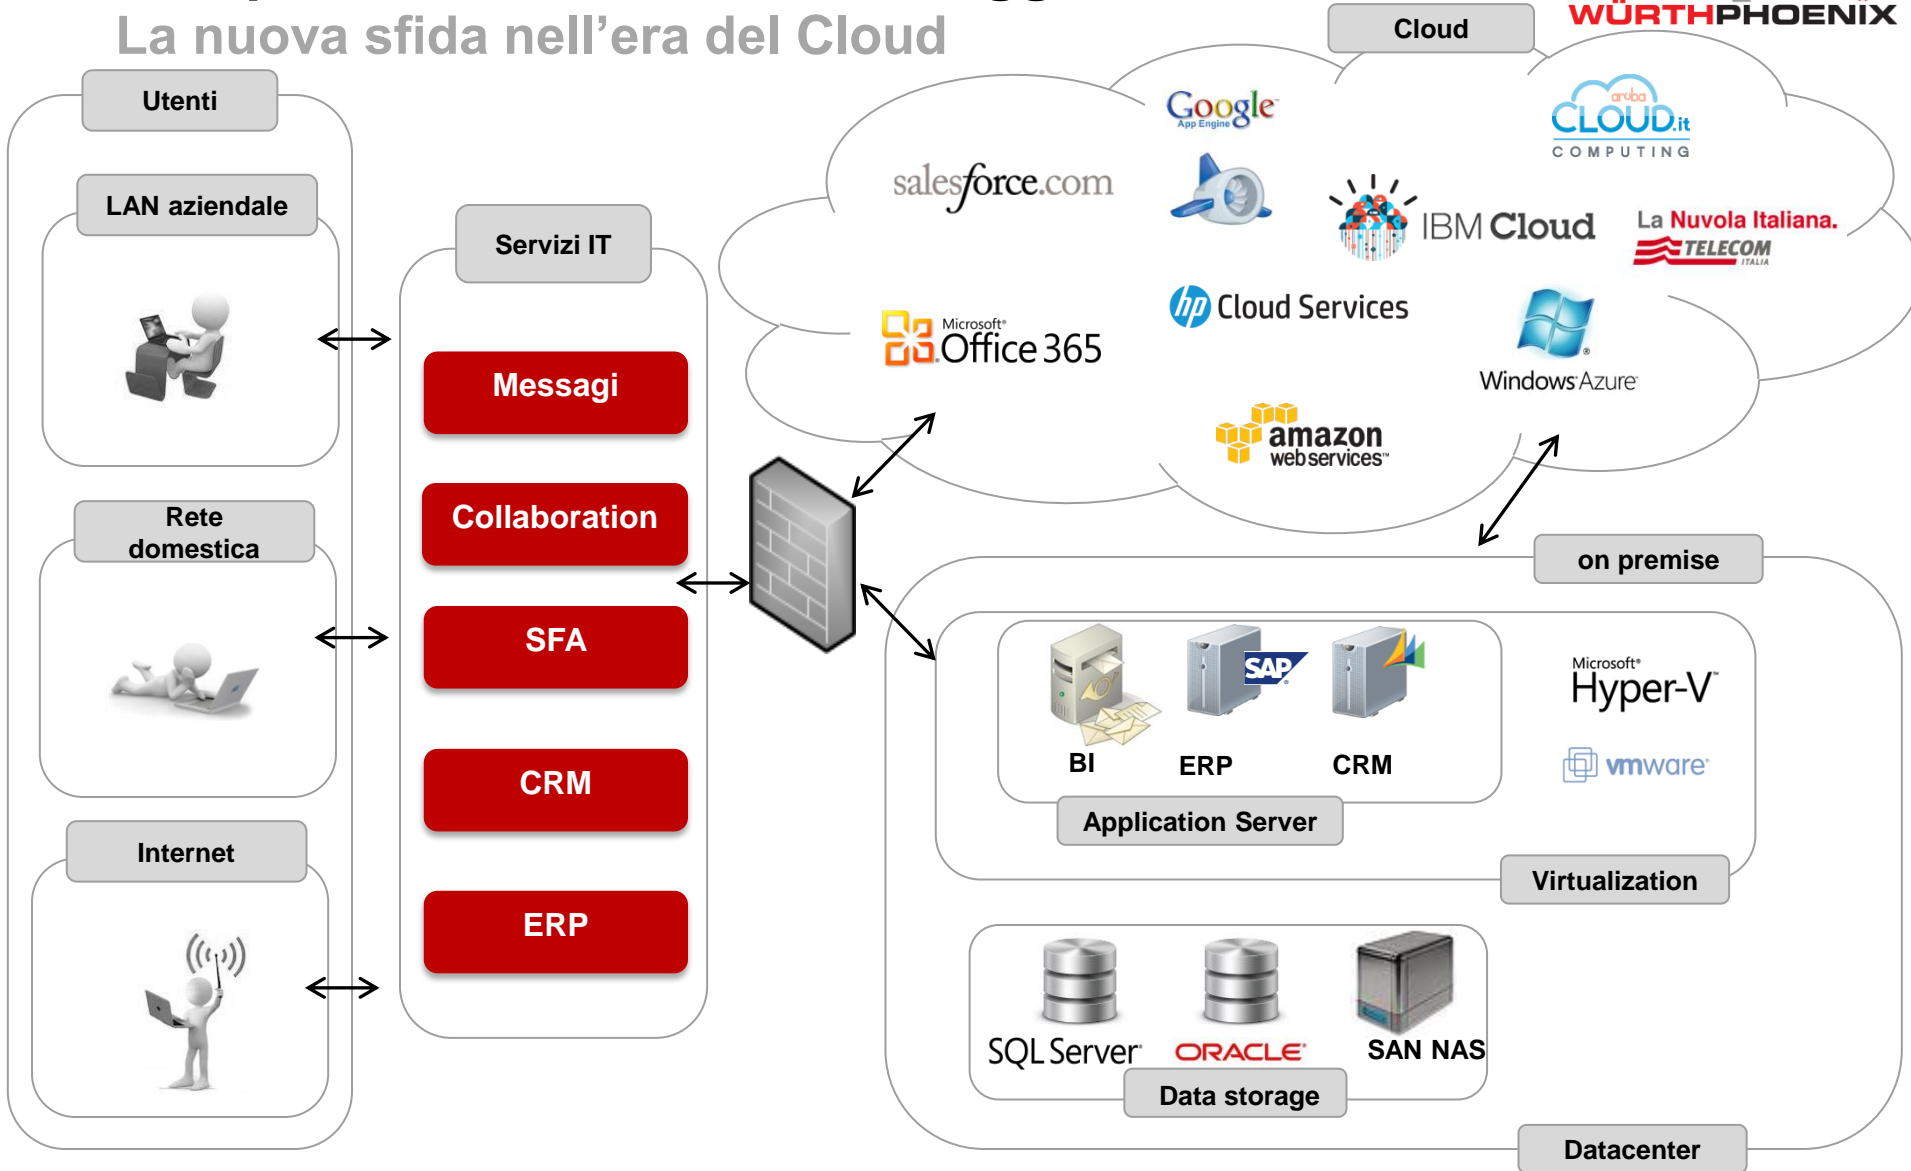 La nuova sfida nell'era del Cloud
WÜRTHPHOENIX
Cloud
Utenti
LAN aziendale
Rete
domestica
Internet
Servizi IT
Messagi
Collaboration
SFA
CRM
ERP
Google
App Engine
aruba
CLOUD.it
COMPUTING
salesforce.com
IBM Cloud
La Nuvola Italiana.
TELECOM
ITALIA
hp Cloud Services
Microsoft®
Office 365
Windows Azure
amazon
web services™
on premise
SAP
BI
ERP
CRM
Application Server
Microsoft®
Hyper-V™
vmware®
Virtualization
SQL Server®
ORACLE®
SAN NAS
Data storage
Datacenter